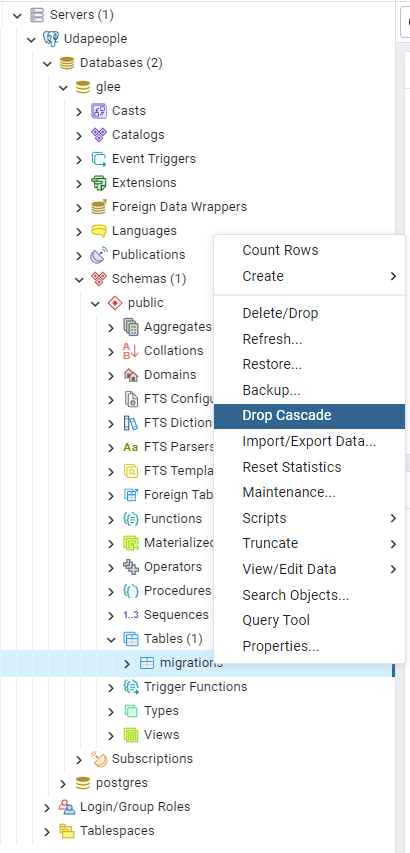 Servers (1)
Udapeople
Databases (2)
glee
Casts
Catalogs
Event Triggers
Extensions
Foreign Data Wrappers
Languages
Publications
Schemas (1)
public
Aggregates
Collations
Domains
FTS Configu
FTS Diction
FTS Parsers
Aa
FTS Templa
Foreign Tab
Functions
Materialized
Operators
Procedures
1..3 Sequences
Tables (1)
migrations
Trigger Functions
Types
Views
Subscriptions
postgres
Login/Group Roles
Tablespaces
Count Rows
Create
Delete/Drop
Refresh...
Restore...
Backup...
Drop Cascade
Import/Export Data...
Reset Statistics
Maintenance...
Scripts
Truncate
View/Edit Data
Search Objects...
Query Tool
Properties...